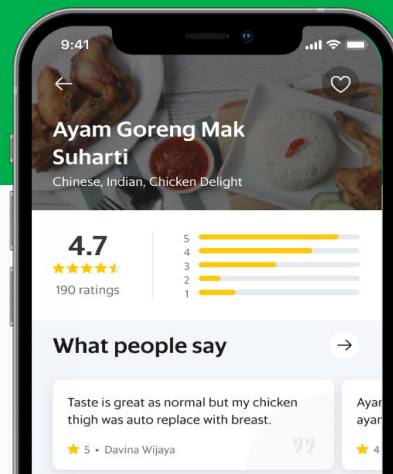 9:41
Ayam Goreng Mak
Suharti
Chinese, Indian, Chicken Delight
4.7
190 ratings
5
4
3
2
1
What people say
Taste is great as normal but my chicken
thigh was auto replace with breast.
5 • Davina Wijaya
4